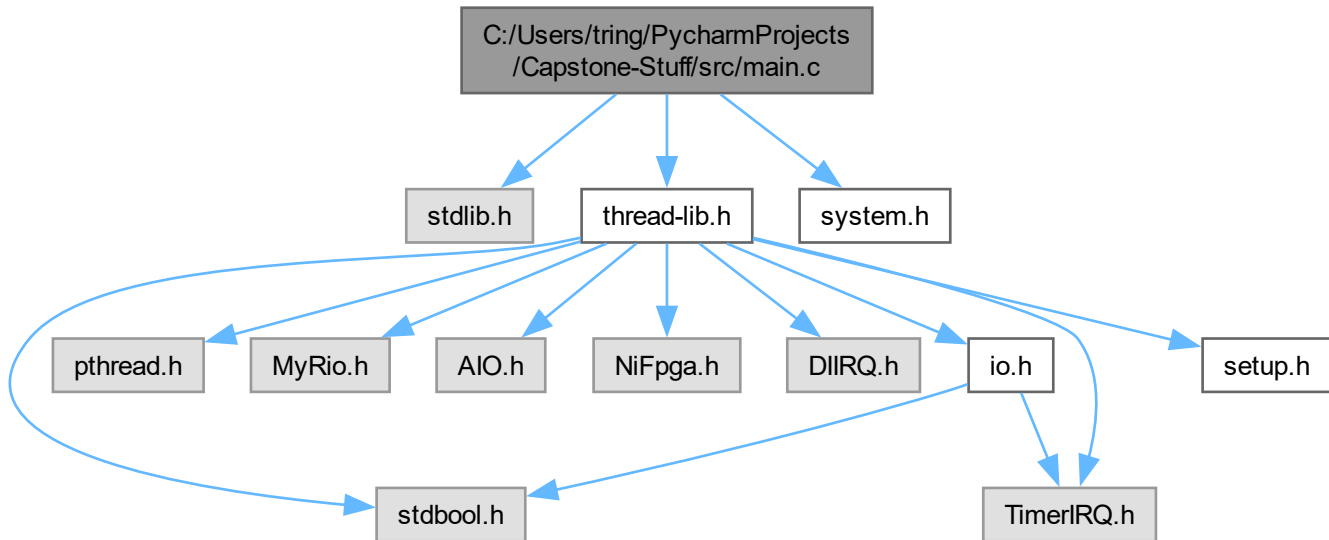 C:/Users/tring/PycharmProjects
/Capstone-Stuff/src/main.c
stdlib.h
thread-lib.h
system.h
pthread.h
MyRio.h
AIO.h
NiFpga.h
DIIRQ.h
io.h
setup.h
stdbool.h
TimerIRQ.h